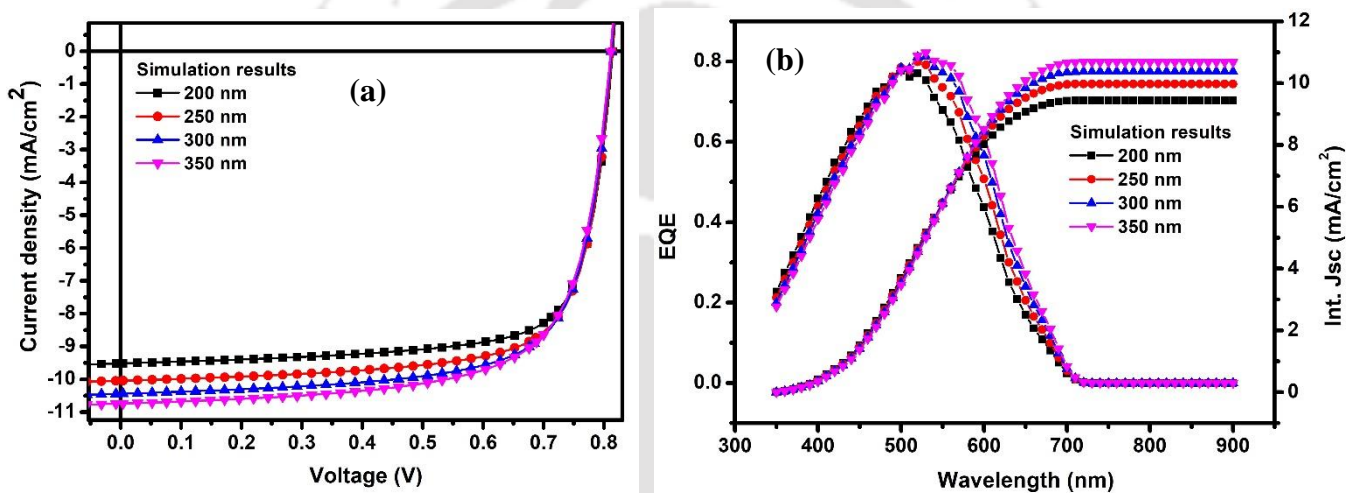 (a)
Simulation results
200 nm
250 nm
300 nm
350 nm
Current density (mA/cm²)
0
-1
-2
-3
-4
-5
-6
-7
-8
-9
-10
-11
0.0 0.1 0.2 0.3 0.4 0.5 0.6 0.7 0.8
Voltage (V)
(b)
Simulation results
200 nm
250 nm
300 nm
350 nm
EQE
0.8
0.6
0.4
0.2
0.0
Int. Jsc (mA/cm²)
12
10
8
6
4
2
0
300 400 500 600 700 800 900
Wavelength (nm)